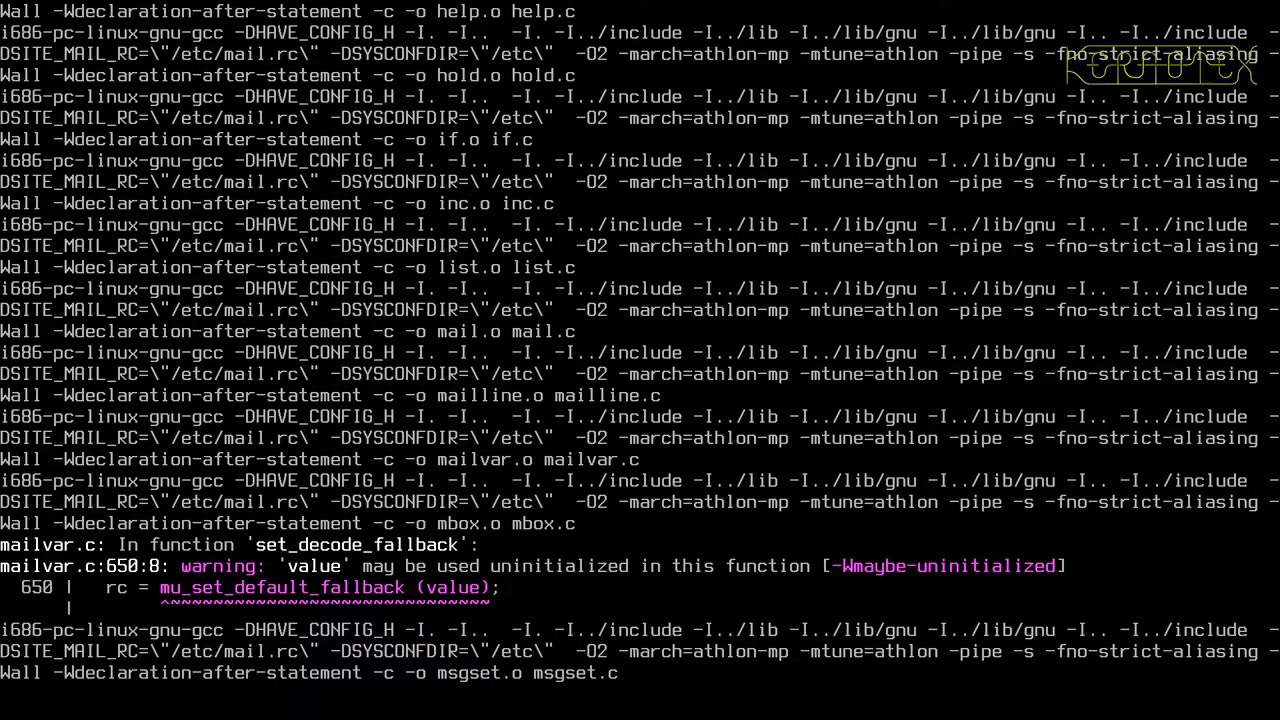 Wall -Wdeclaration-after-statement -c -o help.o help.c
i686-pc-linux-gnu-gcc -DHAVE_CONFIG_H -I. -I..  -I. -I../include -I../lib -I../lib/gnu -I../lib/gnu -I.. -I../include  -
DSITE_MAIL_RC=\"/etc/mail.rc\" -DSYSCONFDIR=\"/etc\"  -O2 -march=athlon-mp -mtune=athlon -pipe -s -fno-strict-aliasing -
Wall -Wdeclaration-after-statement -c -o hold.o hold.c
i686-pc-linux-gnu-gcc -DHAVE_CONFIG_H -I. -I..  -I. -I../include -I../lib -I../lib/gnu -I../lib/gnu -I.. -I../include  -
DSITE_MAIL_RC=\"/etc/mail.rc\" -DSYSCONFDIR=\"/etc\"  -O2 -march=athlon-mp -mtune=athlon -pipe -s -fno-strict-aliasing -
Wall -Wdeclaration-after-statement -c -o if.o if.c
i686-pc-linux-gnu-gcc -DHAVE_CONFIG_H -I. -I..  -I. -I../include -I../lib -I../lib/gnu -I../lib/gnu -I.. -I../include  -
DSITE_MAIL_RC=\"/etc/mail.rc\" -DSYSCONFDIR=\"/etc\"  -O2 -march=athlon-mp -mtune=athlon -pipe -s -fno-strict-aliasing -
Wall -Wdeclaration-after-statement -c -o inc.o inc.c
i686-pc-linux-gnu-gcc -DHAVE_CONFIG_H -I. -I..  -I. -I../include -I../lib -I../lib/gnu -I../lib/gnu -I.. -I../include  -
DSITE_MAIL_RC=\"/etc/mail.rc\" -DSYSCONFDIR=\"/etc\"  -O2 -march=athlon-mp -mtune=athlon -pipe -s -fno-strict-aliasing -
Wall -Wdeclaration-after-statement -c -o list.o list.c
i686-pc-linux-gnu-gcc -DHAVE_CONFIG_H -I. -I..  -I. -I../include -I../lib -I../lib/gnu -I../lib/gnu -I.. -I../include  -
DSITE_MAIL_RC=\"/etc/mail.rc\" -DSYSCONFDIR=\"/etc\"  -O2 -march=athlon-mp -mtune=athlon -pipe -s -fno-strict-aliasing -
Wall -Wdeclaration-after-statement -c -o mail.o mail.c
i686-pc-linux-gnu-gcc -DHAVE_CONFIG_H -I. -I..  -I. -I../include -I../lib -I../lib/gnu -I../lib/gnu -I.. -I../include  -
DSITE_MAIL_RC=\"/etc/mail.rc\" -DSYSCONFDIR=\"/etc\"  -O2 -march=athlon-mp -mtune=athlon -pipe -s -fno-strict-aliasing -
Wall -Wdeclaration-after-statement -c -o mailline.o mailline.c
i686-pc-linux-gnu-gcc -DHAVE_CONFIG_H -I. -I..  -I. -I../include -I../lib -I../lib/gnu -I../lib/gnu -I.. -I../include  -
DSITE_MAIL_RC=\"/etc/mail.rc\" -DSYSCONFDIR=\"/etc\"  -O2 -march=athlon-mp -mtune=athlon -pipe -s -fno-strict-aliasing -
Wall -Wdeclaration-after-statement -c -o mailvar.o mailvar.c
i686-pc-linux-gnu-gcc -DHAVE_CONFIG_H -I. -I..  -I. -I../include -I../lib -I../lib/gnu -I../lib/gnu -I.. -I../include  -
DSITE_MAIL_RC=\"/etc/mail.rc\" -DSYSCONFDIR=\"/etc\"  -O2 -march=athlon-mp -mtune=athlon -pipe -s -fno-strict-aliasing -
Wall -Wdeclaration-after-statement -c -o mbox.o mbox.c
mailvar.c: In function 'set_decode_fallback':
mailvar.c:650:8: warning: 'value' may be used uninitialized in this function [-Wmaybe-uninitialized]
  650 |   rc = mu_set_default_fallback (value);
      |        ^~~~~~~~~~~~~~~~~~~~~~~~~~~~~~~
i686-pc-linux-gnu-gcc -DHAVE_CONFIG_H -I. -I..  -I. -I../include -I../lib -I../lib/gnu -I../lib/gnu -I.. -I../include  -
DSITE_MAIL_RC=\"/etc/mail.rc\" -DSYSCONFDIR=\"/etc\"  -O2 -march=athlon-mp -mtune=athlon -pipe -s -fno-strict-aliasing -
Wall -Wdeclaration-after-statement -c -o msgset.o msgset.c